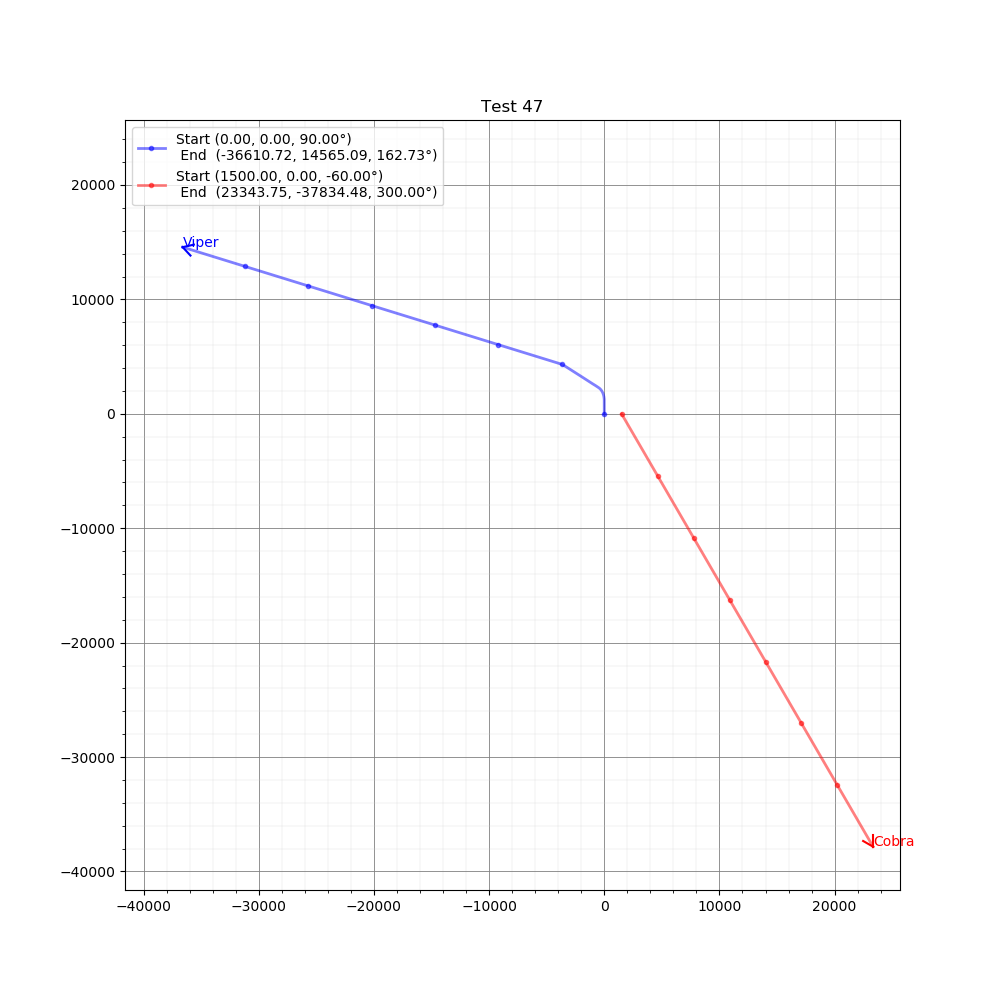 Test 47
Start (0.00, 0.00, 90.00°)
End (-36610.72, 14565.09, 162.73°)
Start (1500.00, 0.00, -60.00°)
End (23343.75, -37834.48, 300.00°)
20000
10000
0
−10000
−20000
−30000
−40000
Viper
Cobra
−40000 −30000 −20000 −10000 0 10000 20000